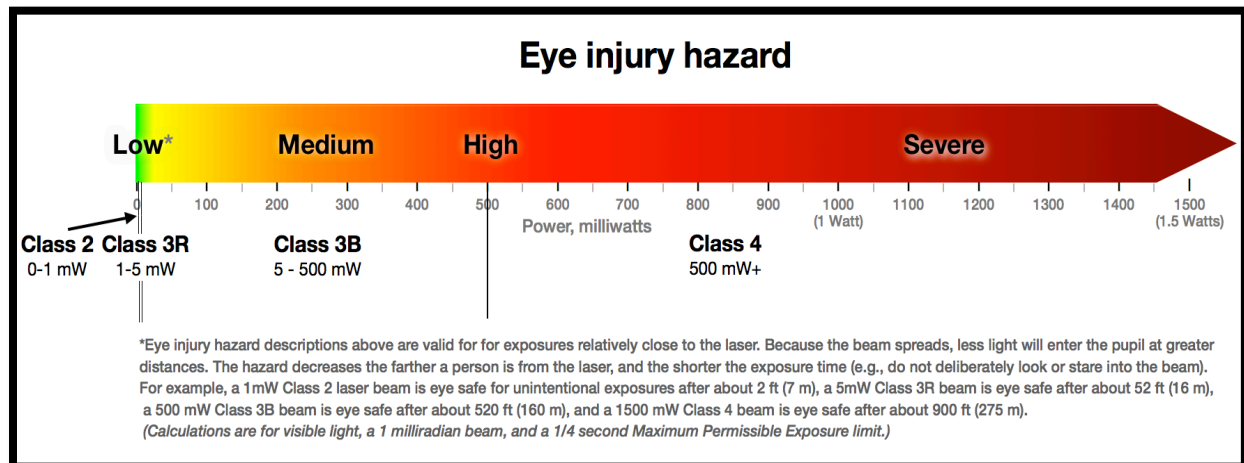 Eye injury hazard
Low*
Medium
High
Severe
0
100
200
300
400
500
600
700
800
900
1000
1100
1200
1300
1400
1500
Power, milliwatts
(1 Watt)
(1.5 Watts)
Class 2
0-1 mW
Class 3R
1-5 mW
Class 3B
5 - 500 mW
Class 4
500 mW+
*Eye injury hazard descriptions above are valid for for exposures relatively close to the laser. Because the beam spreads, less light will enter the pupil at greater
distances. The hazard decreases the farther a person is from the laser, and the shorter the exposure time (e.g., do not deliberately look or stare into the beam).
For example, a 1mW Class 2 laser beam is eye safe for unintentional exposures after about 2 ft (7 m), a 5mW Class 3R beam is eye safe after about 52 ft (16 m),
a 500 mW Class 3B beam is eye safe after about 520 ft (160 m), and a 1500 mW Class 4 beam is eye safe after about 900 ft (275 m).
(Calculations are for visible light, a 1 milliradian beam, and a 1/4 second Maximum Permissible Exposure limit.)